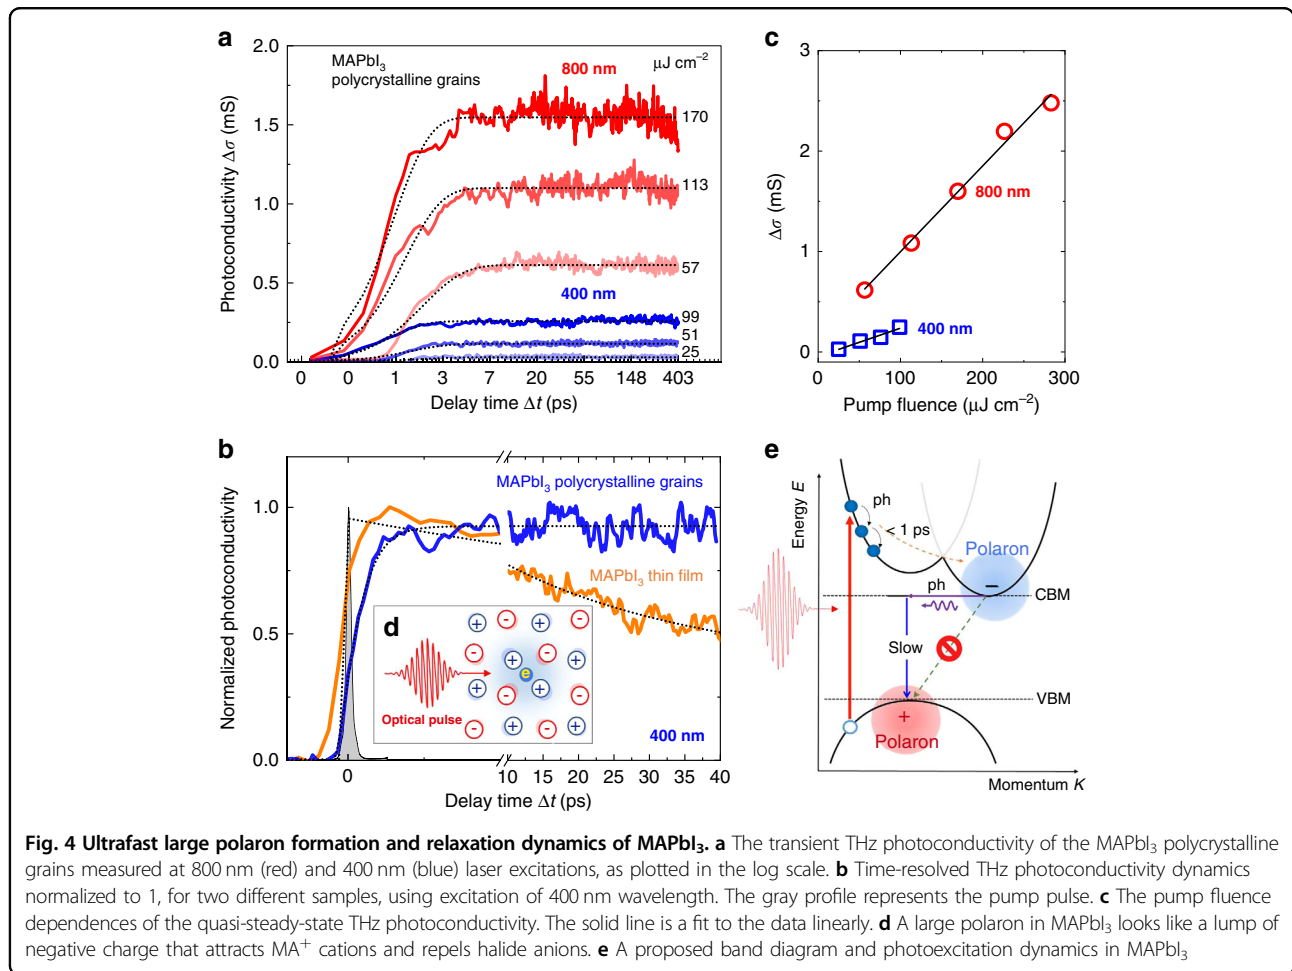 a
MAPbI3
polycrystalline grains
800 nm
μJ cm−2
170
113
57
400 nm
99
51
25
2.0
1.5
1.0
0.5
0.0
Photoconductivity Δσ (mS)
0 0 1 3 7 20 55 148 403
Delay time Δt (ps)
c
800 nm
400 nm
3
2
1
0
Δσ (mS)
0 100 200 300
Pump fluence (μJ cm−2)
b
MAPbI3 polycrystalline grains
MAPbI3 thin film
1.0
0.5
0.0
Normalized photoconductivity
d
Optical pulse
e
400 nm
0 10 15 20 25 30 35 40
Delay time Δt (ps)
e
Energy E
ph
< 1 ps
Polaron
−
ph
CBM
Slow
VBM
+
Polaron
Momentum K
Fig. 4 Ultrafast large polaron formation and relaxation dynamics of MAPbI3. a The transient THz photoconductivity of the MAPbI3 polycrystalline
grains measured at 800 nm (red) and 400 nm (blue) laser excitations, as plotted in the log scale. b Time-resolved THz photoconductivity dynamics
normalized to 1, for two different samples, using excitation of 400 nm wavelength. The gray profile represents the pump pulse. c The pump fluence
dependences of the quasi-steady-state THz photoconductivity. The solid line is a fit to the data linearly. d A large polaron in MAPbI3 looks like a lump of
negative charge that attracts MA+ cations and repels halide anions. e A proposed band diagram and photoexcitation dynamics in MAPbI3